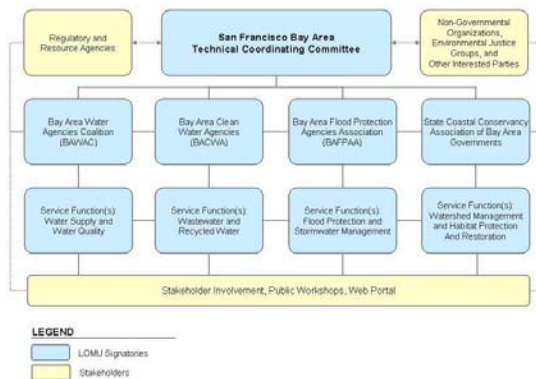 Regulatory and
Resource Agencies
San Francisco Bay Area
Technical Coordinating Committee
Non-Governmental
Organizations,
Environmental Justice
Groups, and
Other Interested Parties
Bay Area Water
Agencies Coalition
(BAWAC)
Bay Area Clean
Water Agencies
(BACWA)
Bay Area Flood Protection
Agencies Association
(BAFPAA)
State Coastal Conservancy
Association of Bay Area
Governments
Service Function(s):
Water Supply and
Water Quality
Service Function(s):
Wastewater and
Recycled Water
Service Function(s):
Flood Protection and
Stormwater Management
Service Function(s):
Watershed Management
and Habitat Protection
And Restoration
Stakeholder Involvement, Public Workshops, Web Portal
LEGEND
LOMU Signatories
Stakeholders